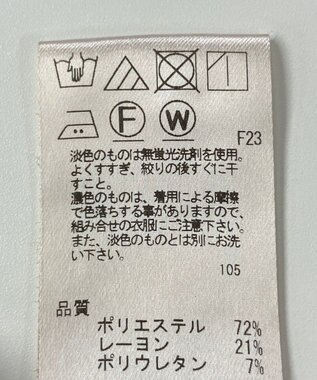 F
W
F23
淡色のものは無蛍光洗剤を使用。
よくすすぎ、絞りの後すぐに干
すこと。
濃色のものは、着用による摩擦
で色落ちする事がありますので、
組み合せの衣服にご注意下さい。
また、淡色のものとは別にお洗
い下さい。
105
品質
ポリエステル 72%
レーヨン 21%
ポリウレタン 7%